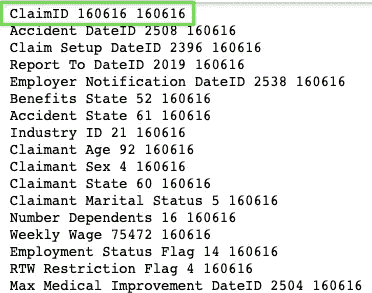 ClaimID 160616 160616
Accident DateID 2508 160616
Claim Setup DateID 2396 160616
Report To DateID 2019 160616
Employer Notification DateID 2538 160616
Benefits State 52 160616
Accident State 61 160616
Industry ID 21 160616
Claimant Age 92 160616
Claimant Sex 4 160616
Claimant State 60 160616
Claimant Marital Status 5 160616
Number Dependents 16 160616
Weekly Wage 75472 160616
Employment Status Flag 14 160616
RTW Restriction Flag 4 160616
Max Medical Improvement DateID 2504 160616